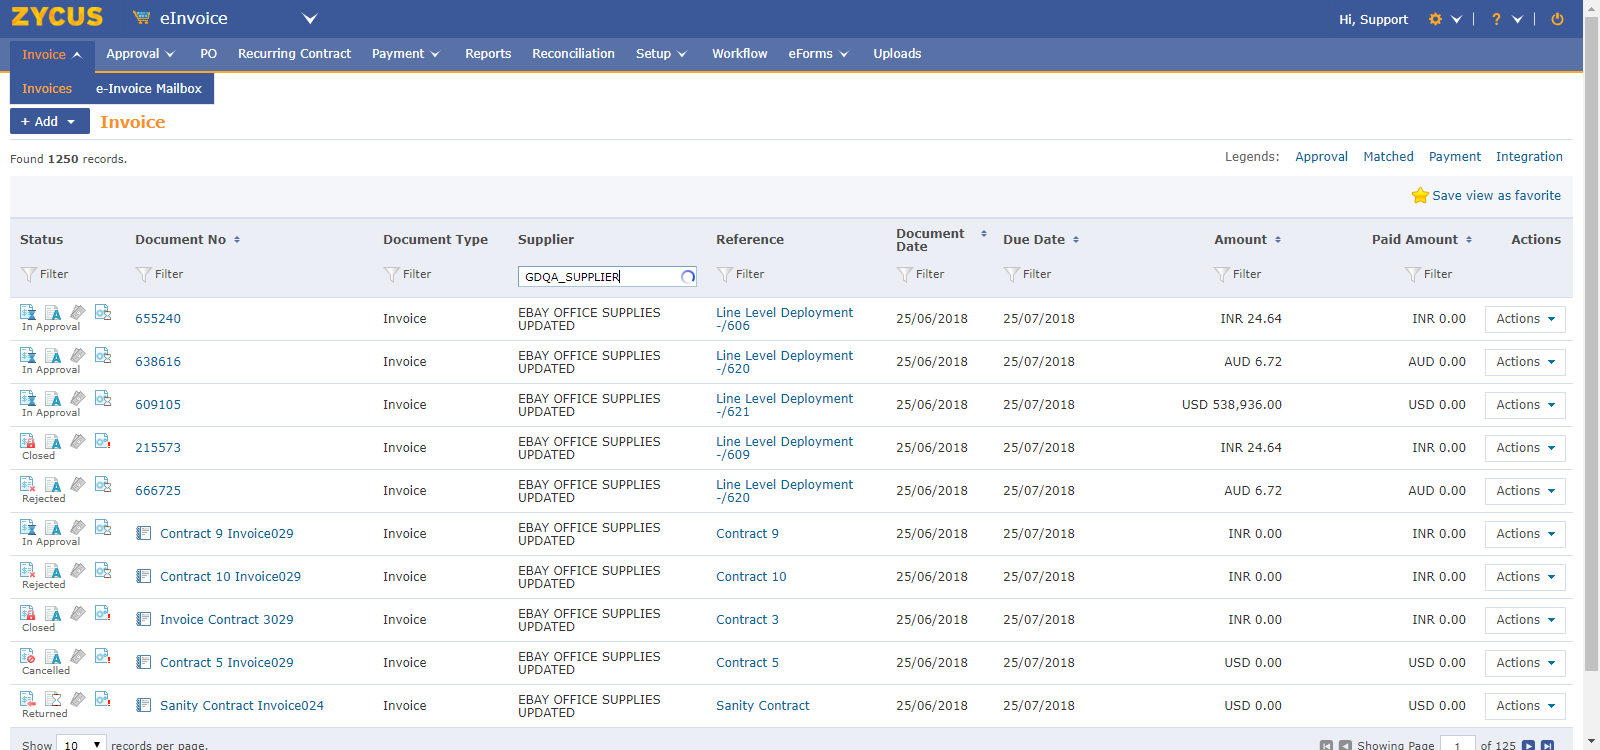 ZYCUS eInvoice Hi, Support ?
Invoice Approval PO Recurring Contract Payment Reports Reconciliation Setup Workflow eForms Uploads
Invoices e-Invoice Mailbox
+ Add Invoice
Found 1250 records. Legends: Approval Matched Payment Integration
Save view as favorite
Status Document No Document Type Supplier Reference Document Date Due Date Amount Paid Amount Actions
Filter Filter Filter GDQA_SUPPLIER Filter Filter Filter Filter Filter
In Approval 655240 Invoice EBAY OFFICE SUPPLIES UPDATED Line Level Deployment -/606 25/06/2018 25/07/2018 INR 24.64 INR 0.00 Actions
In Approval 638616 Invoice EBAY OFFICE SUPPLIES UPDATED Line Level Deployment -/620 25/06/2018 25/07/2018 AUD 6.72 AUD 0.00 Actions
In Approval 609105 Invoice EBAY OFFICE SUPPLIES UPDATED Line Level Deployment -/621 25/06/2018 25/07/2018 USD 538,936.00 USD 0.00 Actions
Closed 215573 Invoice EBAY OFFICE SUPPLIES UPDATED Line Level Deployment -/609 25/06/2018 25/07/2018 INR 24.64 INR 0.00 Actions
Rejected 666725 Invoice EBAY OFFICE SUPPLIES UPDATED Line Level Deployment -/620 25/06/2018 25/07/2018 AUD 6.72 AUD 0.00 Actions
In Approval Contract 9 Invoice029 Invoice EBAY OFFICE SUPPLIES UPDATED Contract 9 25/06/2018 25/07/2018 INR 0.00 INR 0.00 Actions
Rejected Contract 10 Invoice029 Invoice EBAY OFFICE SUPPLIES UPDATED Contract 10 25/06/2018 25/07/2018 INR 0.00 INR 0.00 Actions
Closed Invoice Contract 3029 Invoice EBAY OFFICE SUPPLIES UPDATED Contract 3 25/06/2018 25/07/2018 INR 0.00 INR 0.00 Actions
Cancelled Contract 5 Invoice029 Invoice EBAY OFFICE SUPPLIES UPDATED Contract 5 25/06/2018 25/07/2018 USD 0.00 USD 0.00 Actions
Returned Sanity Contract Invoice024 Invoice EBAY OFFICE SUPPLIES UPDATED Sanity Contract 25/06/2018 25/07/2018 USD 0.00 USD 0.00 Actions
Show 10 records per page. Showing Page 1 of 125